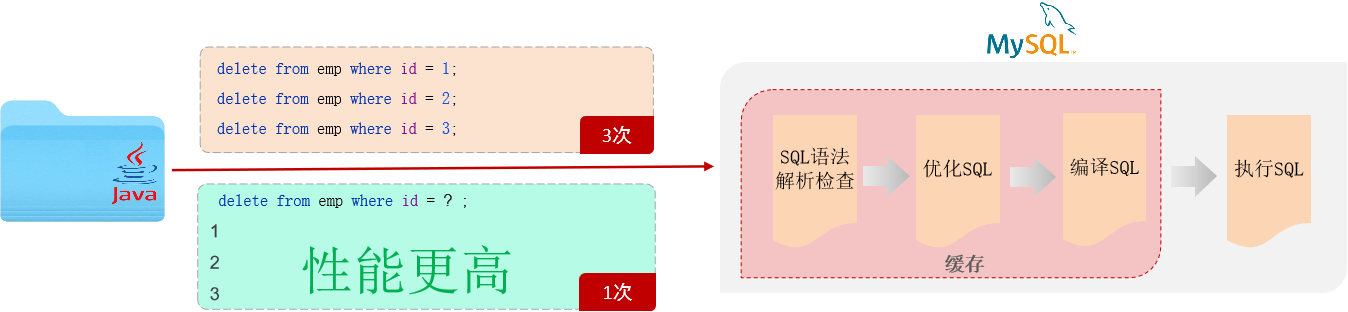 MySQL
delete from emp where id = 1;
delete from emp where id = 2;
delete from emp where id = 3;
3次
Java
delete from emp where id = ? ;
1
2
3
性能更高
1次
SQL语法
解析检查
优化SQL
编译SQL
执行SQL
缓存